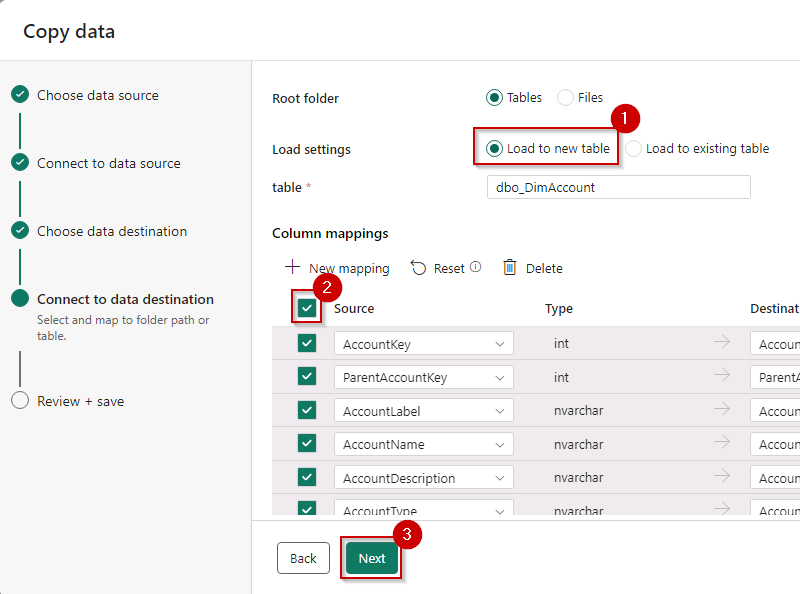 Copy data
Choose data source
Connect to data source
Choose data destination
Connect to data destination
Select and map to folder path or
table.
Review + save
Root folder
Tables
Files
1
Load settings
Load to new table
Load to existing table
table *
dbo_DimAccount
Column mappings
New mapping
Reset
Delete
2
Source
Type
Destinat
AccountKey
int
Accoun
ParentAccountKey
int
ParentA
AccountLabel
nvarchar
Accoun
AccountName
nvarchar
Accoun
AccountDescription
nvarchar
Accoun
AccountType
nvarchar
Accoun
3
Back
Next